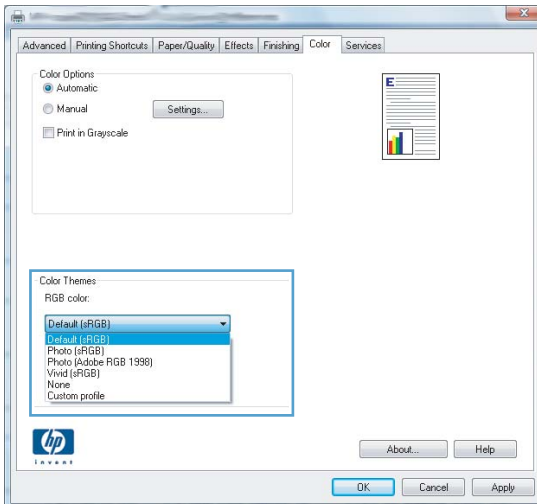 Advanced Printing Shortcuts Paper/Quality Effects Finishing Color Services
Color Options
Automatic
Manual
Settings...
Print in Grayscale
E
Color Themes
RGB color:
Default (sRGB)
Default (sRGB)
Photo (sRGB)
Photo (Adobe RGB 1998)
Vivid (sRGB)
None
Custom profile
hp
invent
About... Help
OK Cancel Apply